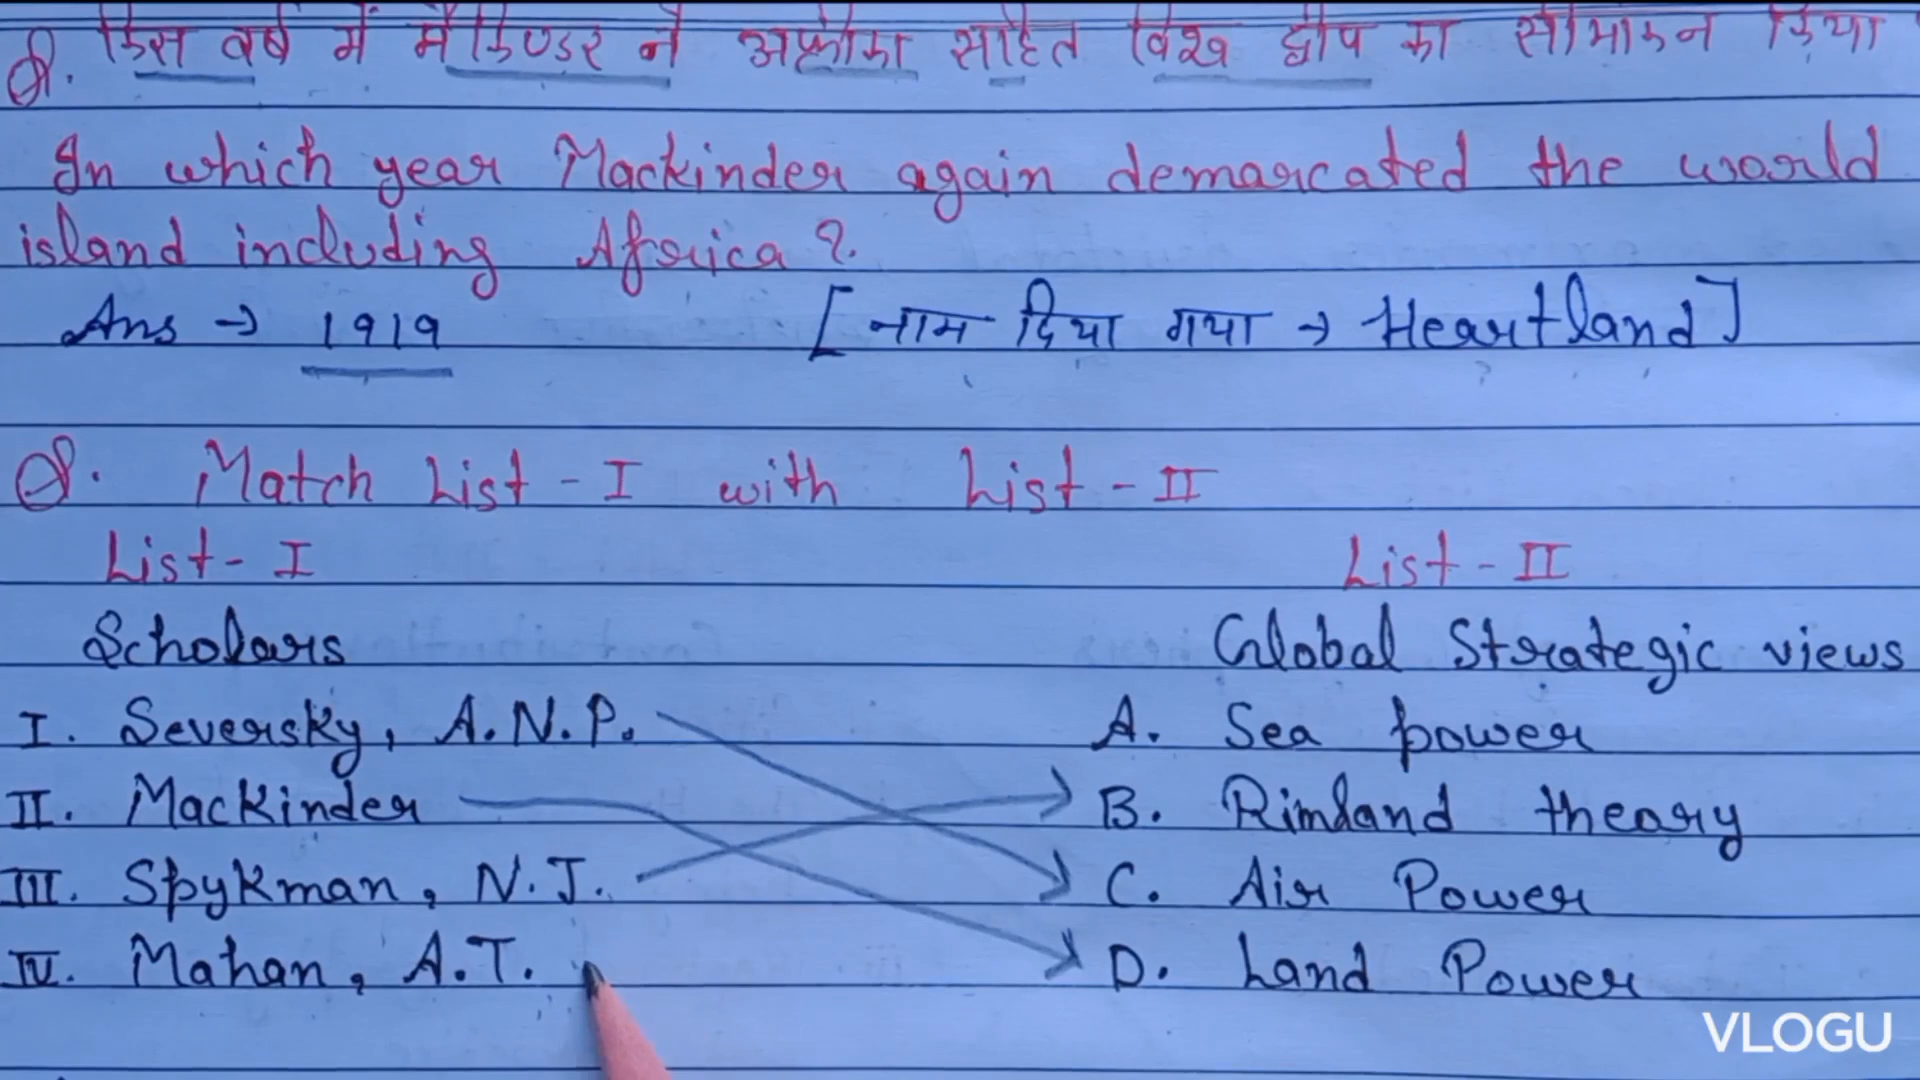 Q. किस वर्ष में मैकिण्डर ने अफ्रीका सहित विश्व द्वीप का सीमांकन किया
In which year Mackinder again demarcated the world
island including Africa?
Ans → 1919 [नाम दिया गया → Heartland]
Q. Match List - I with List - II
List - I List - II
Scholars Global Strategic views
I. Seversky, A.N.P. A. Sea power
II. Mackinder B. Rimland theory
III. Spykman, N.J. C. Air Power
IV. Mahan, A.T. D. Land Power
VLOGU